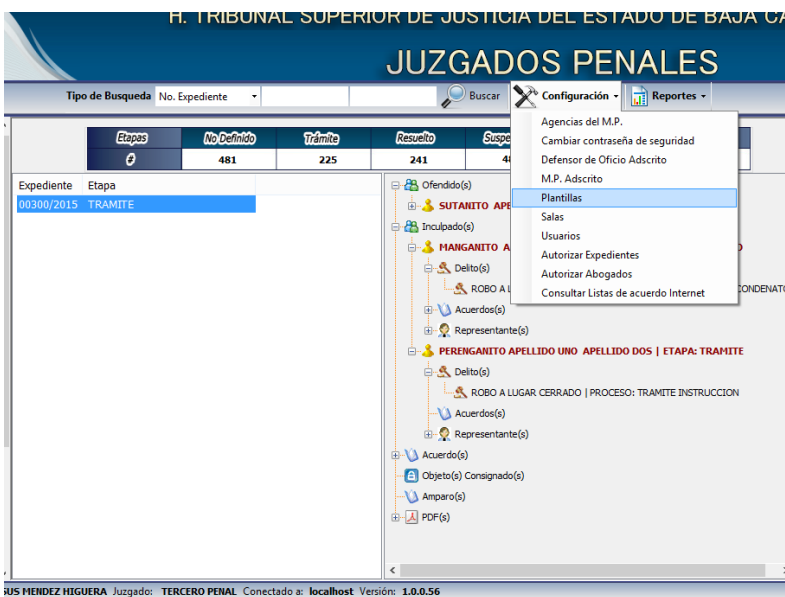 H. TRIBUNAL SUPERIOR DE JUSTICIA DEL ESTADO DE BAJA CA
JUZGADOS PENALES
Tipo de Busqueda No. Expediente Buscar Configuración Reportes
Agencias del M.P.
Cambiar contraseña de seguridad
Defensor de Oficio Adscrito
M.P. Adscrito
Plantillas
Salas
Usuarios
Autorizar Expedientes
Autorizar Abogados
Consultar Listas de acuerdo Internet
Etapas No Definido Trámite Resuelto Suspe
# 481 225 241 48
Expediente Etapa
00300/2015 TRAMITE
Ofendido(s)
SUTANITO APE
Inculpado(s)
MANGANITO A O
Delito(s)
ROBO A L CONDENATO
Acuerdos(s)
Representante(s)
PERENGANITO APELLIDO UNO APELLIDO DOS | ETAPA: TRAMITE
Delito(s)
ROBO A LUGAR CERRADO | PROCESO: TRAMITE INSTRUCCION
Acuerdos(s)
Representante(s)
Acuerdo(s)
Objeto(s) Consignado(s)
Amparo(s)
PDF(s)
SUS MENDEZ HIGUERA Juzgado: TERCERO PENAL Conectado a: localhost Versión: 1.0.0.56